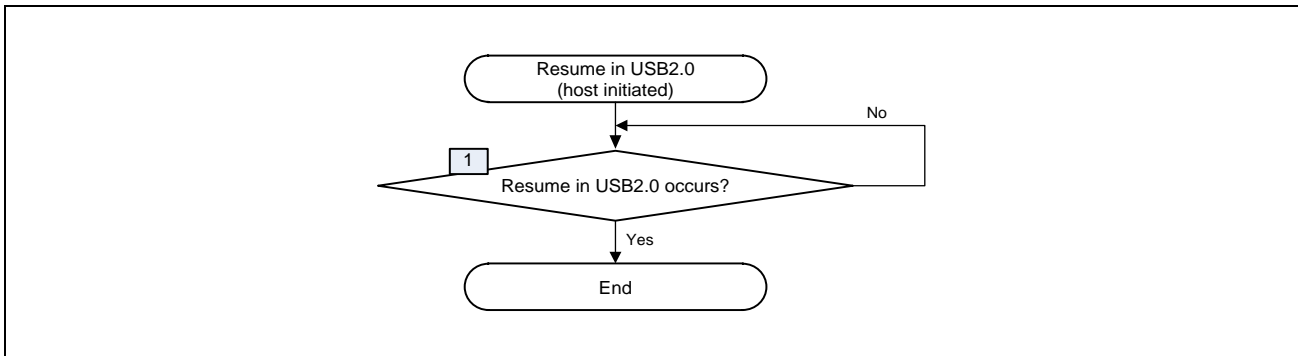 Resume in USB2.0
(host initiated)
No
1
Resume in USB2.0 occurs?
Yes
End